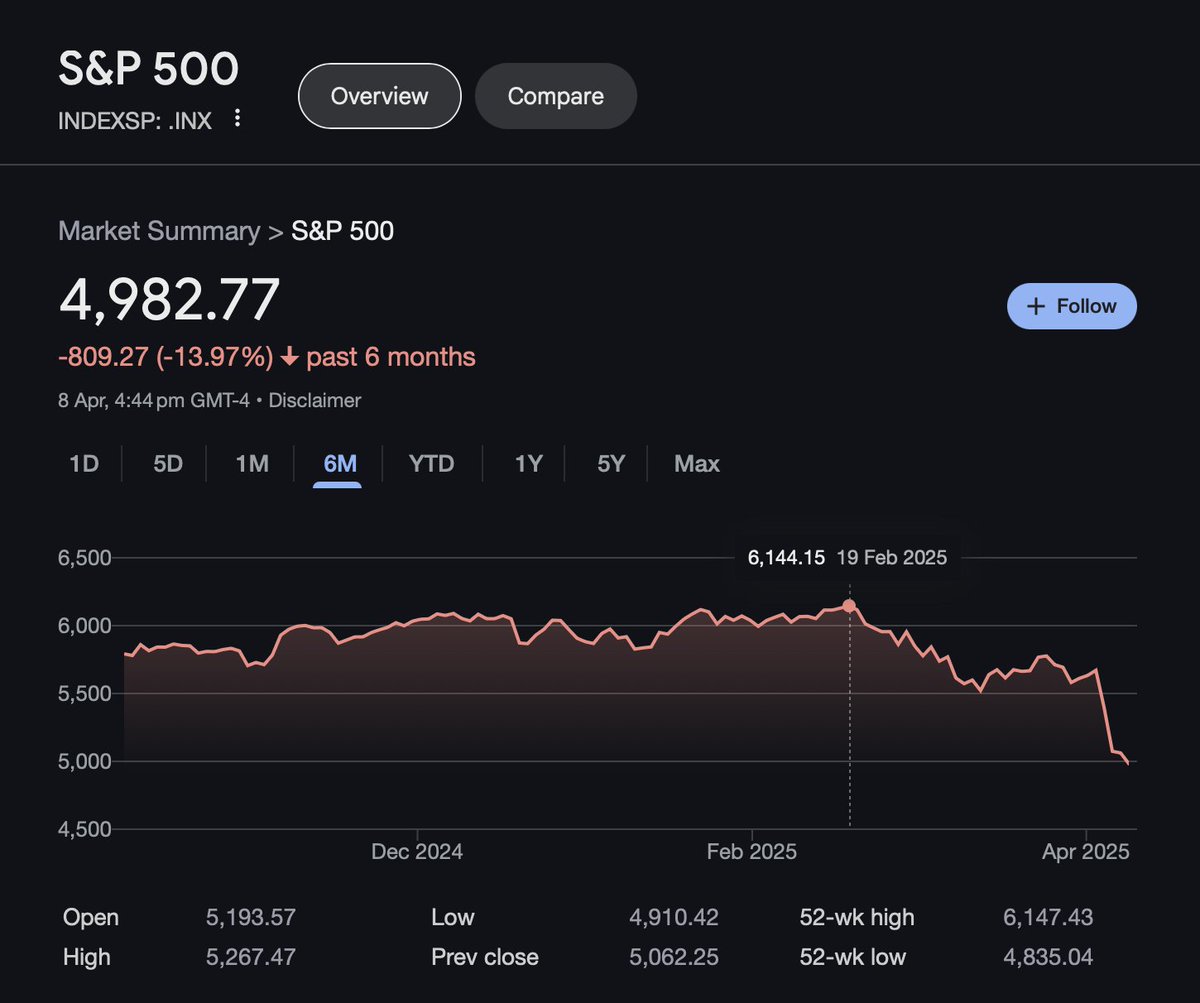 S&P 500
INDEXSP: .INX
Overview
Compare
Market Summary > S&P 500
4,982.77
+ Follow
-809.27 (-13.97%) ↓ past 6 months
8 Apr, 4:44 pm GMT-4 • Disclaimer
1D 5D 1M 6M YTD 1Y 5Y Max
6,144.15 19 Feb 2025
6,500
6,000
5,500
5,000
4,500
Dec 2024 Feb 2025 Apr 2025
Open 5,193.57 Low 4,910.42 52-wk high 6,147.43
High 5,267.47 Prev close 5,062.25 52-wk low 4,835.04